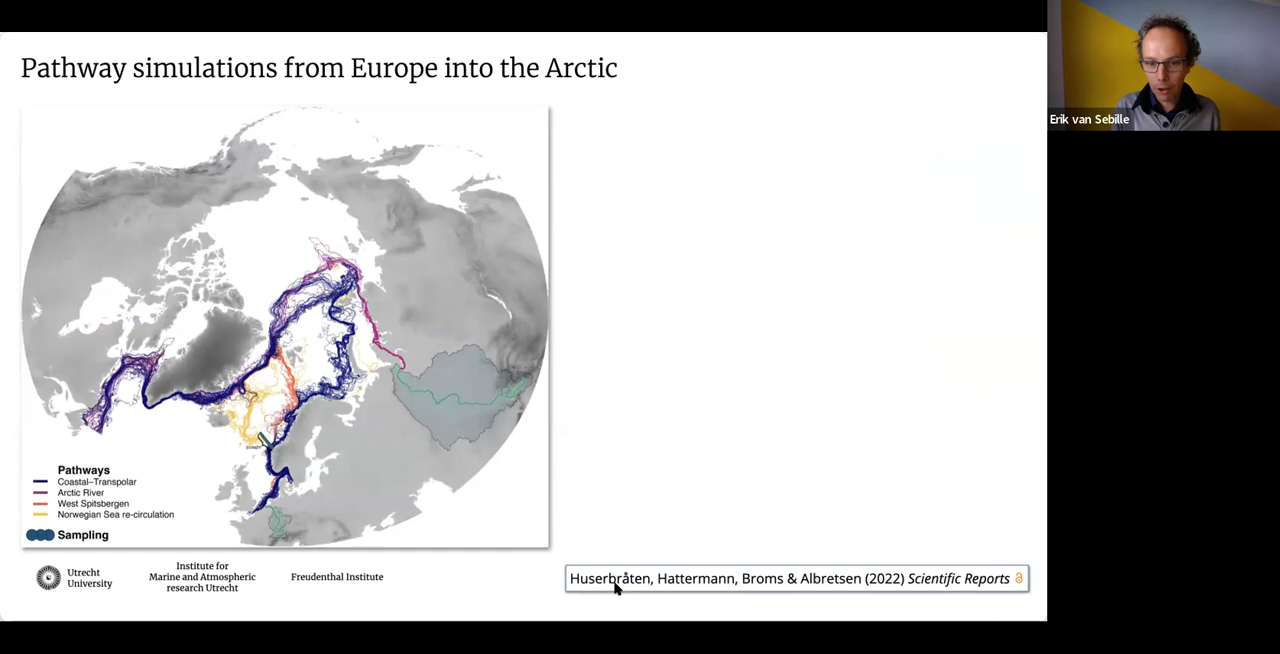 Pathway simulations from Europe into the Arctic
Erik van Sebille
Pathways
Coastal–Transpolar
Arctic River
West Spitsbergen
Norwegian Sea re-circulation
Sampling
Utrecht
University
Institute for
Marine and Atmospheric
research Utrecht
Freudenthal Institute
Huserbråten, Hattermann, Broms & Albretsen (2022) Scientific Reports